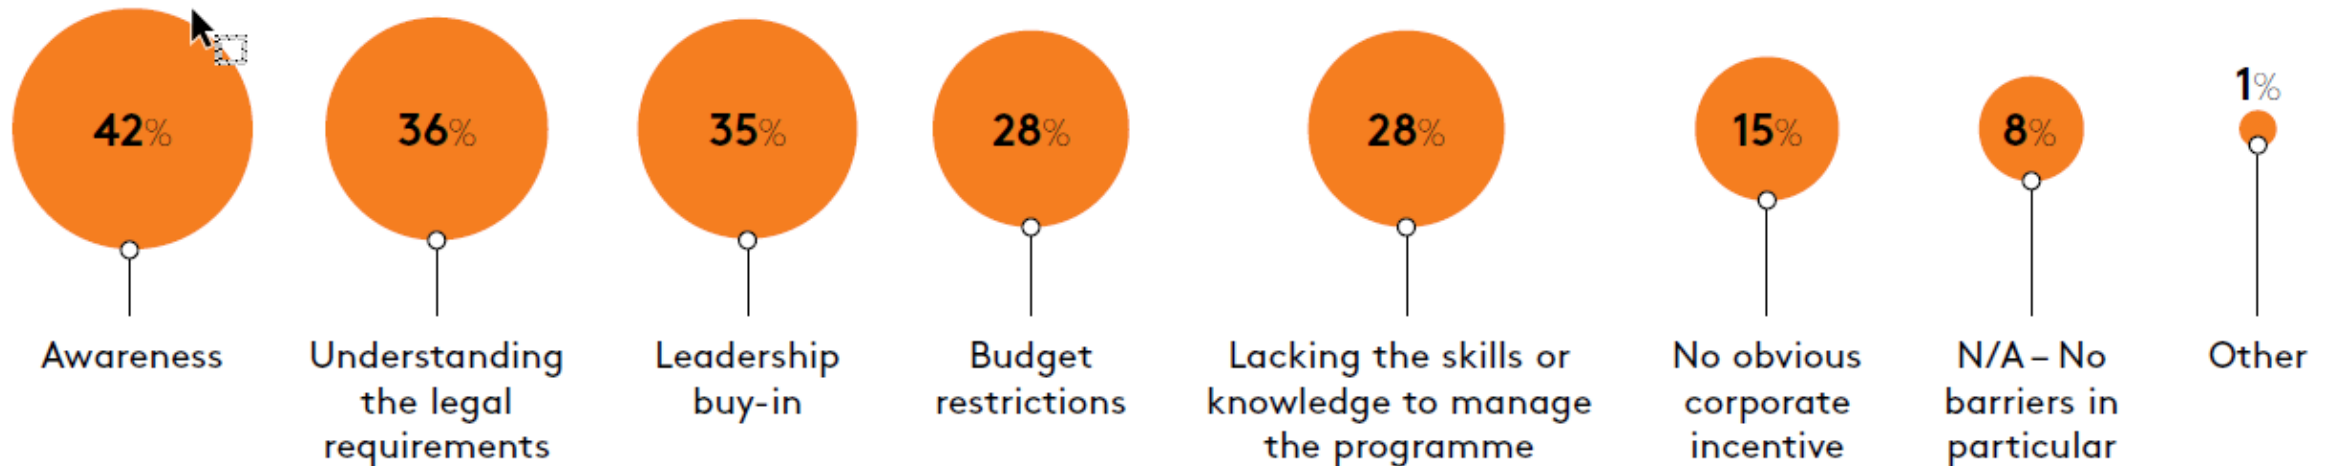 42%
36%
35%
28%
28%
15%
8%
1%
Awareness
Understanding
the legal
requirements
Leadership
buy-in
Budget
restrictions
Lacking the skills or
knowledge to manage
the programme
No obvious
corporate
incentive
N/A – No
barriers in
particular
Other